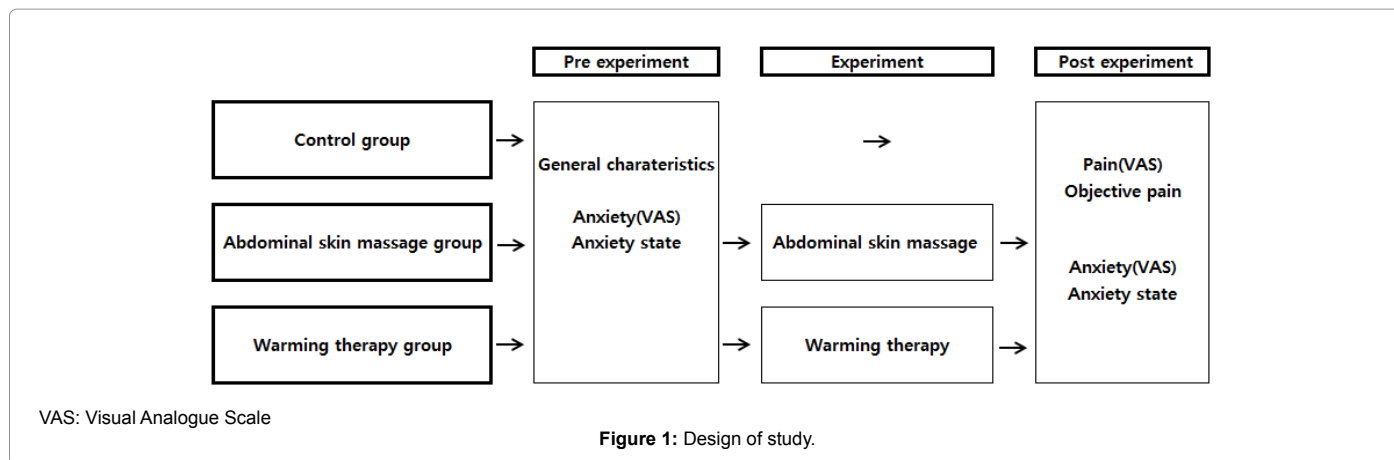 Pre experiment
Experiment
Post experiment
Control group
→
General charateristics
Anxiety(VAS)
Anxiety state
→
Pain(VAS)
Objective pain
Anxiety(VAS)
Anxiety state
Abdominal skin massage group
→
→
Abdominal skin massage
→
Warming therapy group
→
→
Warming therapy
→
VAS: Visual Analogue Scale
Figure 1: Design of study.